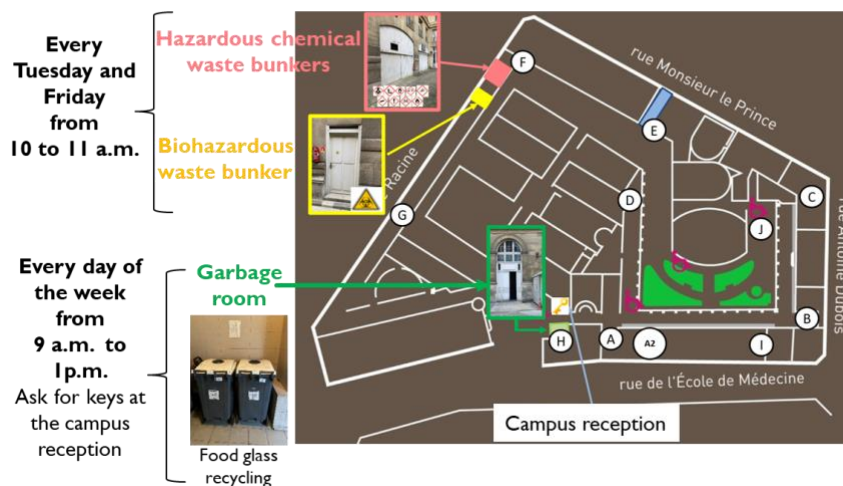 Every
Tuesday and
Friday
from
10 to 11 a.m.
Hazardous chemical
waste bunkers
Biohazardous
waste bunker
Every day of
the week
from
9 a.m. to
1p.m.
Ask for keys at
the campus
reception
Garbage
room
Food glass
recycling
rue Monsieur le Prince
Racine
rue Antoine Dubois
rue de l'École de Médecine
Campus reception
F
E
C
D
J
G
B
H
A
A2
I